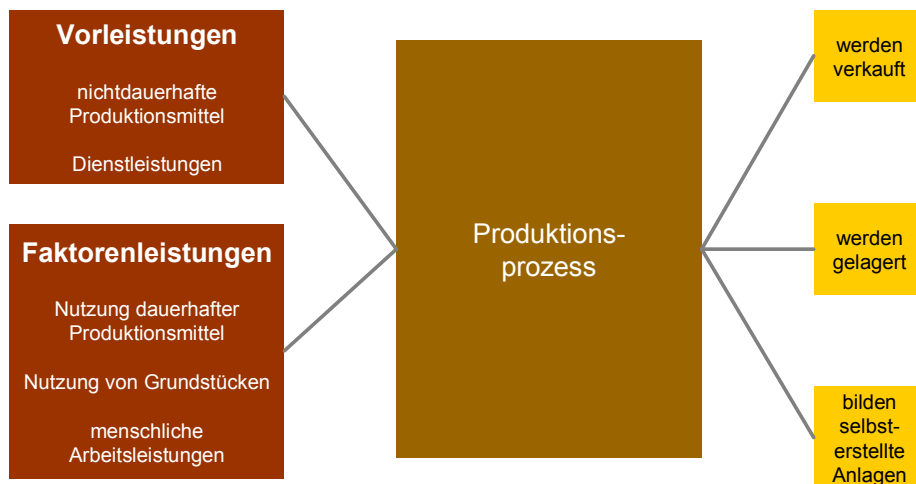 Vorleistungen
nichtdauerhafte
Produktionsmittel
Dienstleistungen
Faktorenleistungen
Nutzung dauerhafter
Produktionsmittel
Nutzung von Grundstücken
menschliche
Arbeitsleistungen
Produktions-
prozess
werden
verkauft
werden
gelagert
bilden
selbst-
erstellte
Anlagen